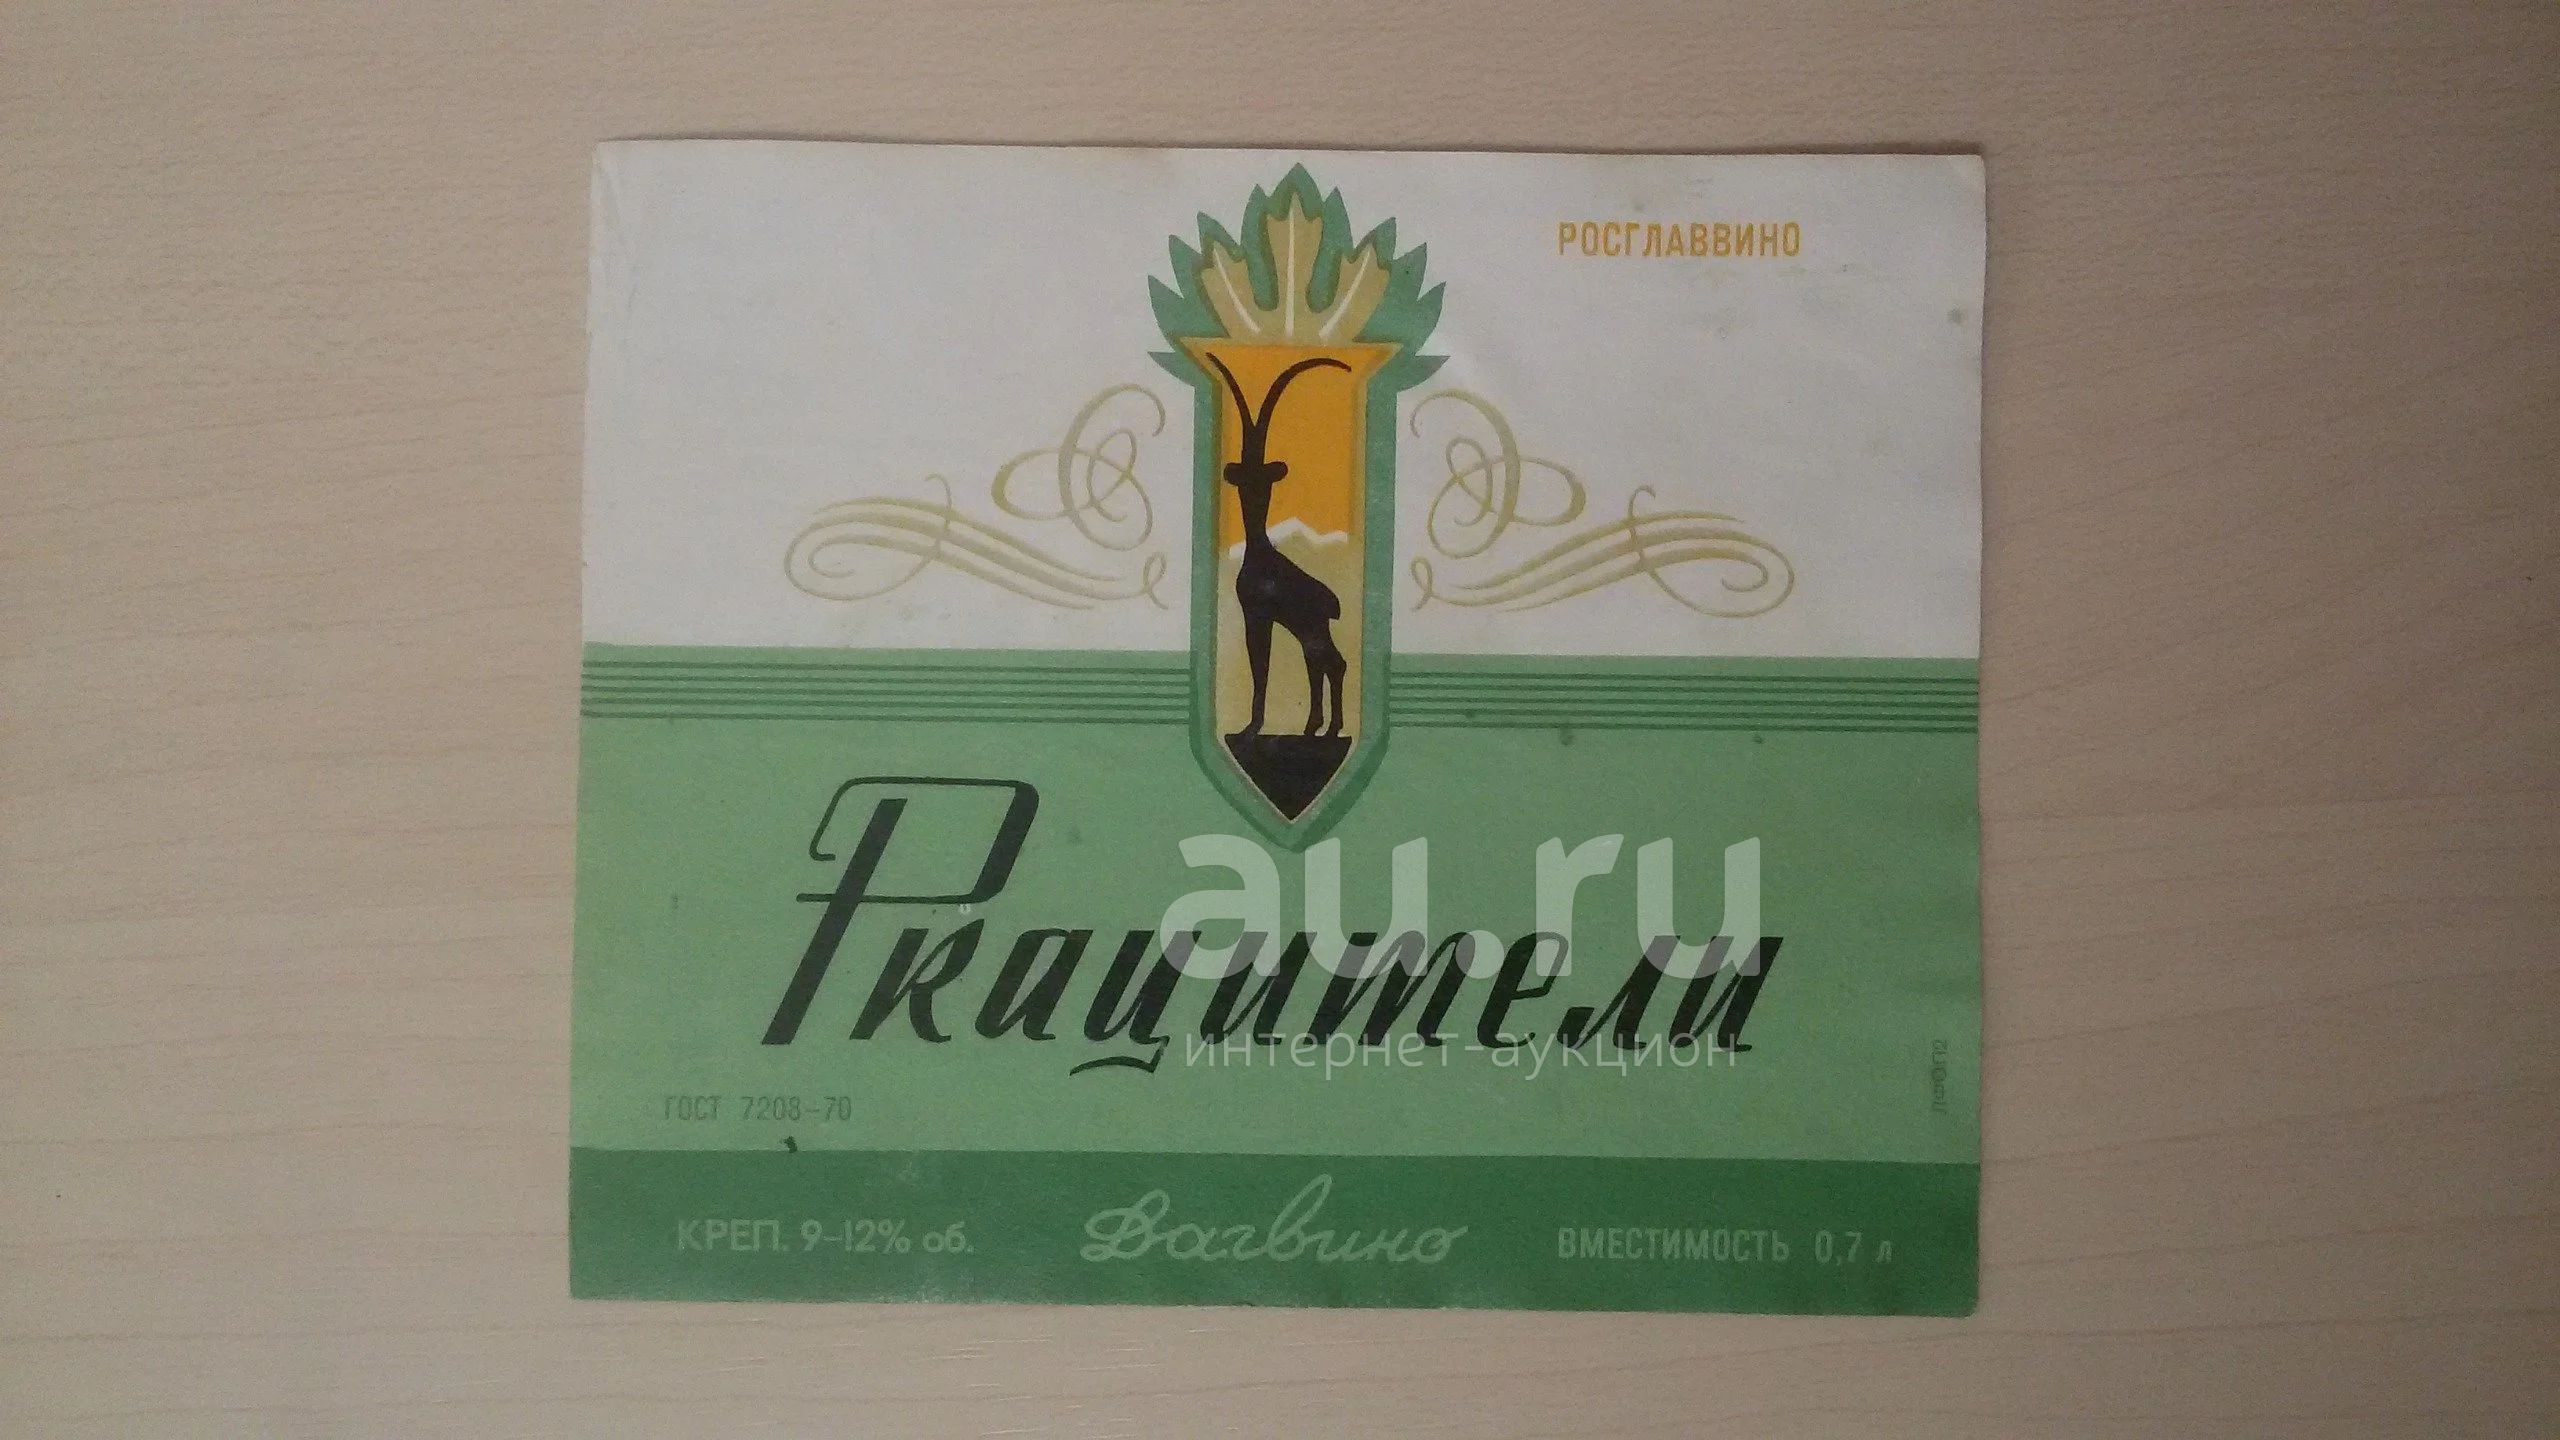 РОСГЛАВВИНО
Ркацители
au.ru
интернет-аукцион
ГОСТ 7208-70
КРЕП. 9-12% об.
Дагвино
ВМЕСТИМОСТЬ 0,7 л